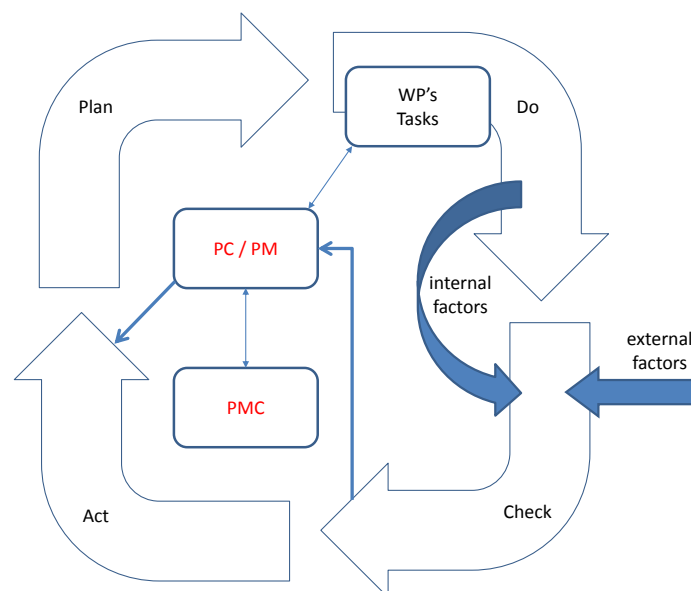 Plan
WP's
Tasks
Do
PC / PM
internal
factors
external
factors
PMC
Act
Check